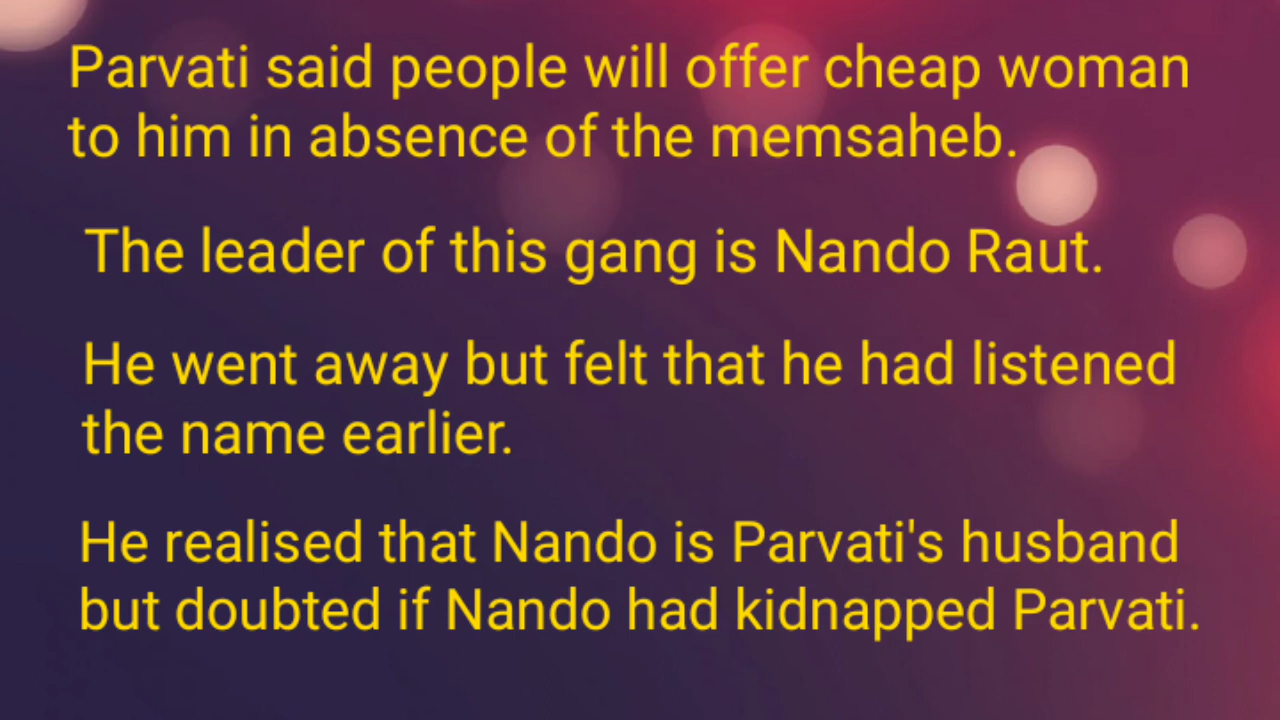 Parvati said people will offer cheap woman
to him in absence of the memsaheb.
The leader of this gang is Nando Raut.
He went away but felt that he had listened
the name earlier.
He realised that Nando is Parvati's husband
but doubted if Nando had kidnapped Parvati.